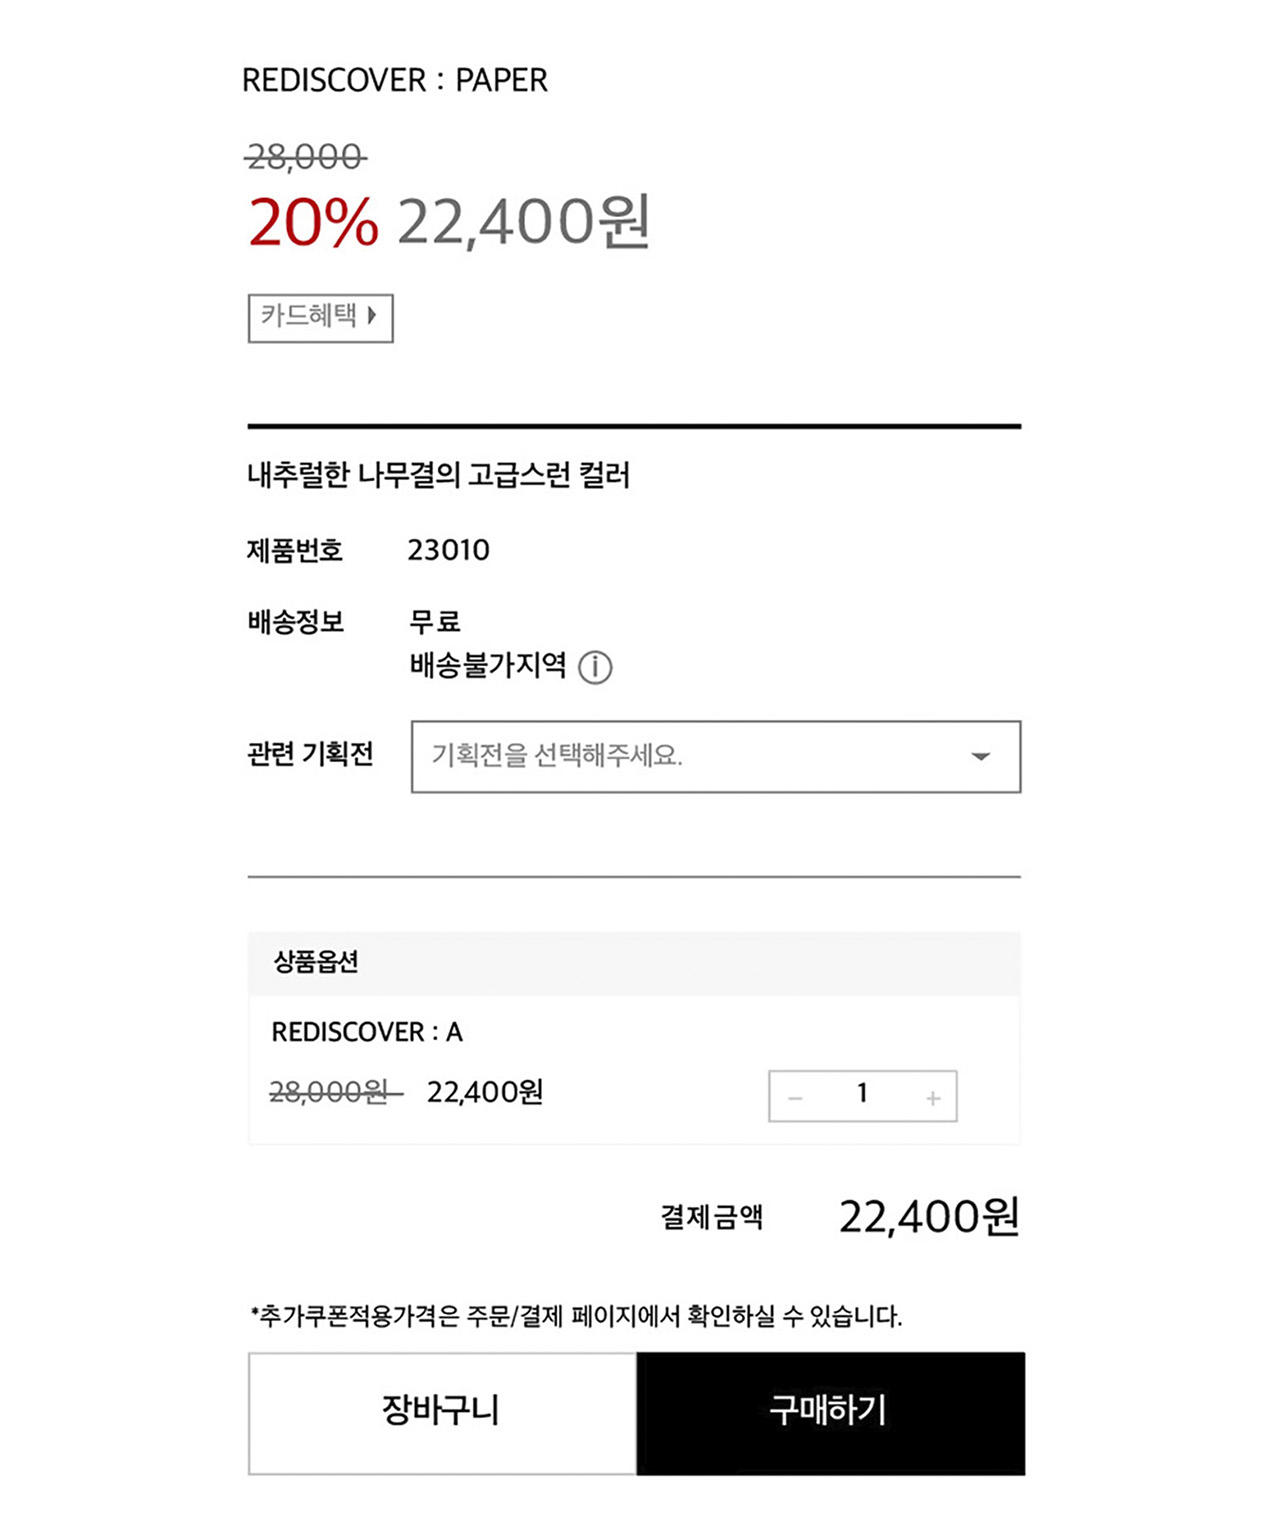 REDISCOVER : PAPER
28,000
20% 22,400원
카드혜택
내추럴한 나무결의 고급스런 컬러
제품번호 23010
배송정보 무료
배송불가지역 ⓘ
관련 기획전 기획전을 선택해주세요.
상품옵션
REDISCOVER : A
28,000원 22,400원 − 1 +
결제금액 22,400원
*추가쿠폰적용가격은 주문/결제 페이지에서 확인하실 수 있습니다.
장바구니 구매하기